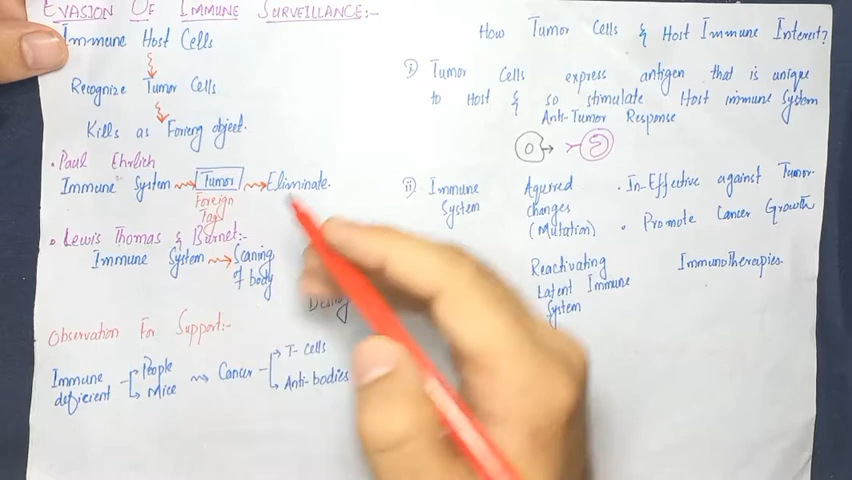 EVASION OF IMMUNE SURVEILLANCE:-
Immune Host Cells
Recognize Tumor Cells
Kills as Forieng object.
• Paul Ehrlich
Immune System Tumor Eliminate.
Foreign
Tag
• Lewis Thomas & Burnet:-
Immune System Scaning
of body
Observation For Support:-
Immune
deficient
People
Mice
Cancer
T-Cells
Anti-bodies
How Tumor Cells & Host Immune Interest?
i) Tumor Cells express antigen that is unique
to Host & so stimulate Host immune System
Anti-Tumor Response
ii) Immune
System
Aqurred
changes
(Mutation)
• In-Effective against Tumor.
• Promote Cancer Growth
Reactivating
Latent Immune
System
ImmunoTherapies.